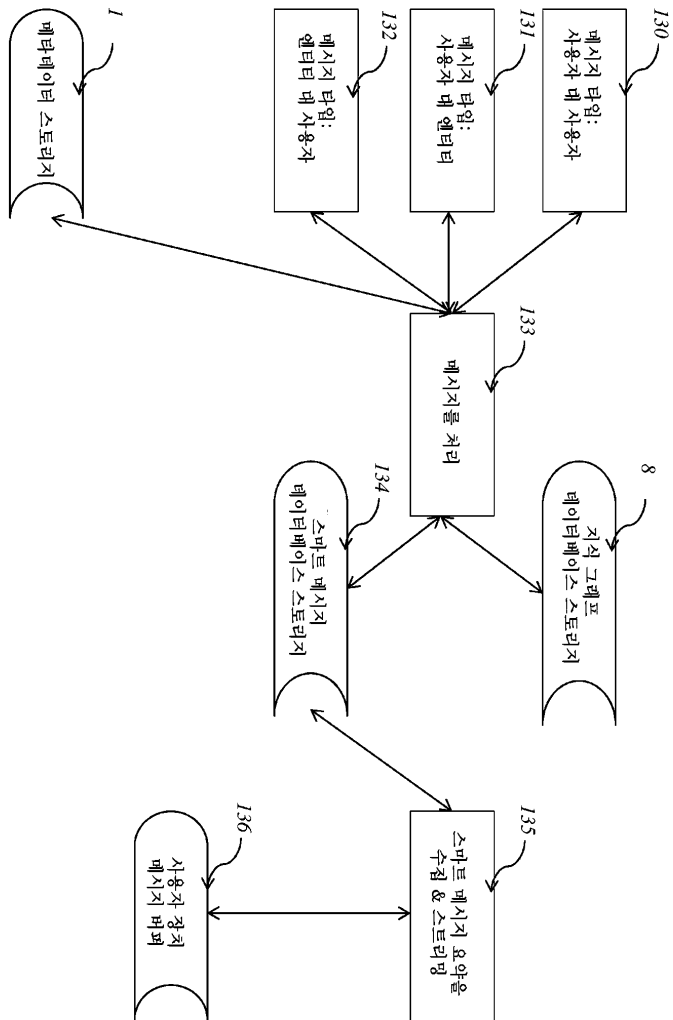 130
메시지 타입:
사용자 대 사용자
131
메시지 타입:
사용자 대 엔티티
132
메시지 타입:
엔티티 대 사용자
1
메타데이터 스토리지
133
메시지를 처리
8
지식 그래프
데이터베이스 스토리지
134
스마트 메시지
데이터베이스 스토리지
135
스마트 메시지 요약을
수집 & 스트리밍
136
사용자 장치
메시지 버퍼